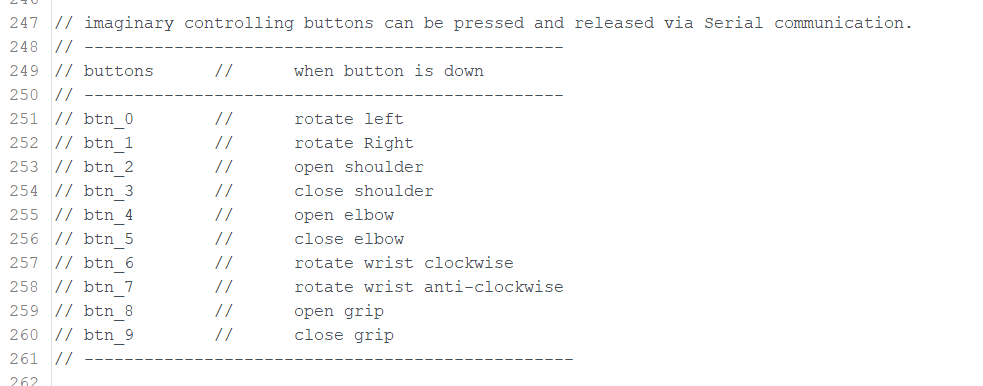 246
247 // imaginary controlling buttons can be pressed and released via Serial communication.
248 // ------------------------------------------------
249 // buttons      //      when button is down
250 // ------------------------------------------------
251 // btn_0        //      rotate left
252 // btn_1        //      rotate Right
253 // btn_2        //      open shoulder
254 // btn_3        //      close shoulder
255 // btn_4        //      open elbow
256 // btn_5        //      close elbow
257 // btn_6        //      rotate wrist clockwise
258 // btn_7        //      rotate wrist anti-clockwise
259 // btn_8        //      open grip
260 // btn_9        //      close grip
261 // -------------------------------------------------
262